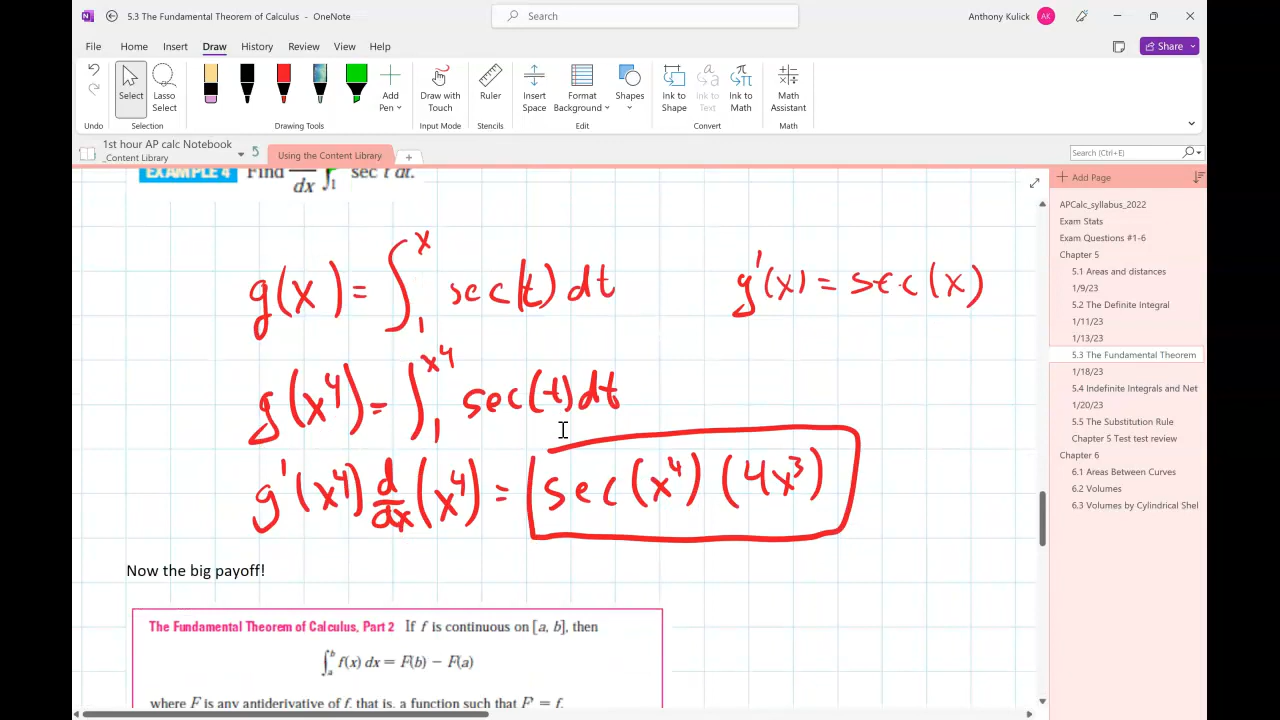 5.3 The Fundamental Theorem of Calculus - OneNote
Search
Anthony Kulick AK
File Home Insert Draw History Review View Help
Share
Select
Lasso Select
Add Pen
Draw with Touch
Ruler
Insert Space
Format Background
Shapes
Ink to Shape
Ink to Text
Ink to Math
Math Assistant
Undo Selection Drawing Tools Input Mode Stencils Edit Convert Math
1st hour AP calc Notebook
_Content Library
5
Using the Content Library
+
Search (Ctrl+E)
EXAMPLE 4 Find d/dx ∫₁ sec t dt.
g(x) = ∫₁ˣ sec(t) dt
g'(x) = sec(x)
g(x⁴) = ∫₁^x⁴ sec(t) dt
g'(x⁴) d/dx (x⁴) = sec(x⁴) (4x³)
Now the big payoff!
The Fundamental Theorem of Calculus, Part 2 If f is continuous on [a, b], then
∫ₐᵇ f(x) dx = F(b) − F(a)
where F is any antiderivative of f, that is, a function such that F' = f.
Add Page
APCalc_syllabus_2022
Exam Stats
Exam Questions #1-6
Chapter 5
5.1 Areas and distances
1/9/23
5.2 The Definite Integral
1/11/23
1/13/23
5.3 The Fundamental Theorem
1/18/23
5.4 Indefinite Integrals and Net
1/20/23
5.5 The Substitution Rule
Chapter 5 Test test review
Chapter 6
6.1 Areas Between Curves
6.2 Volumes
6.3 Volumes by Cylindrical Shel